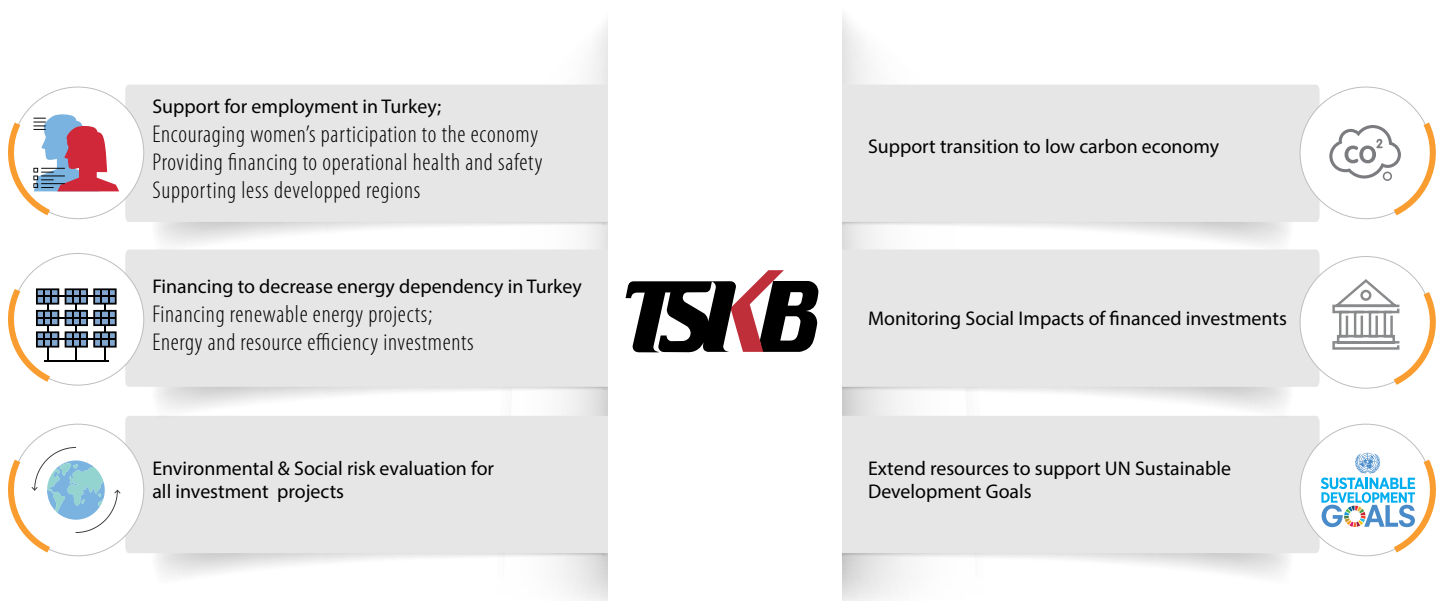 Support for employment in Turkey;
Encouraging women's participation to the economy
Providing financing to operational health and safety
Supporting less developped regions
Financing to decrease energy dependency in Turkey
Financing renewable energy projects;
Energy and resource efficiency investments
Environmental & Social risk evaluation for
all investment projects
TSKB
Support transition to low carbon economy
CO²
Monitoring Social Impacts of financed investments
Extend resources to support UN Sustainable
Development Goals
SUSTAINABLE
DEVELOPMENT
GOALS